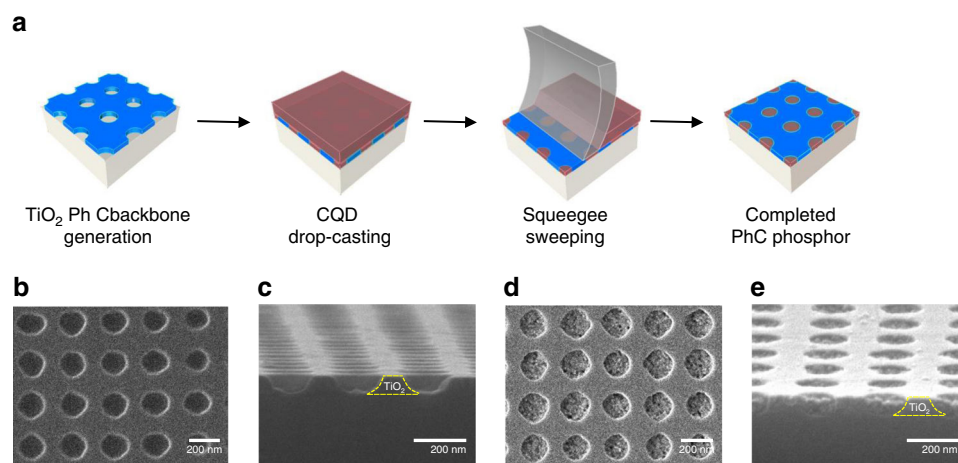 a
TiO₂ Ph Cbackbone
generation
CQD
drop-casting
Squeegee
sweeping
Completed
PhC phosphor
b
200 nm
c
TiO₂
200 nm
d
200 nm
e
TiO₂
200 nm